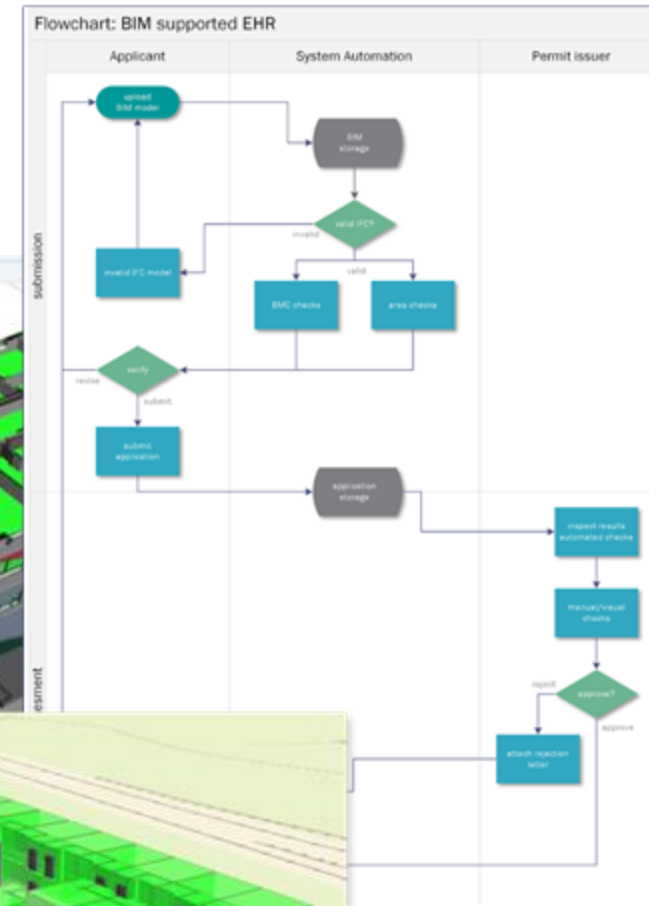 Flowchart: BIM supported EHR
Applicant
System Automation
Permit issuer
submission
upload
BIM model
BIM
storage
valid IFC?
invalid
invalid IFC model
valid
BMC checks
area checks
verify
revise
submit
submit
application
application
storage
inspect results
automated checks
manual/visual
checks
reject
approve?
approve
attach rejection
letter
esment